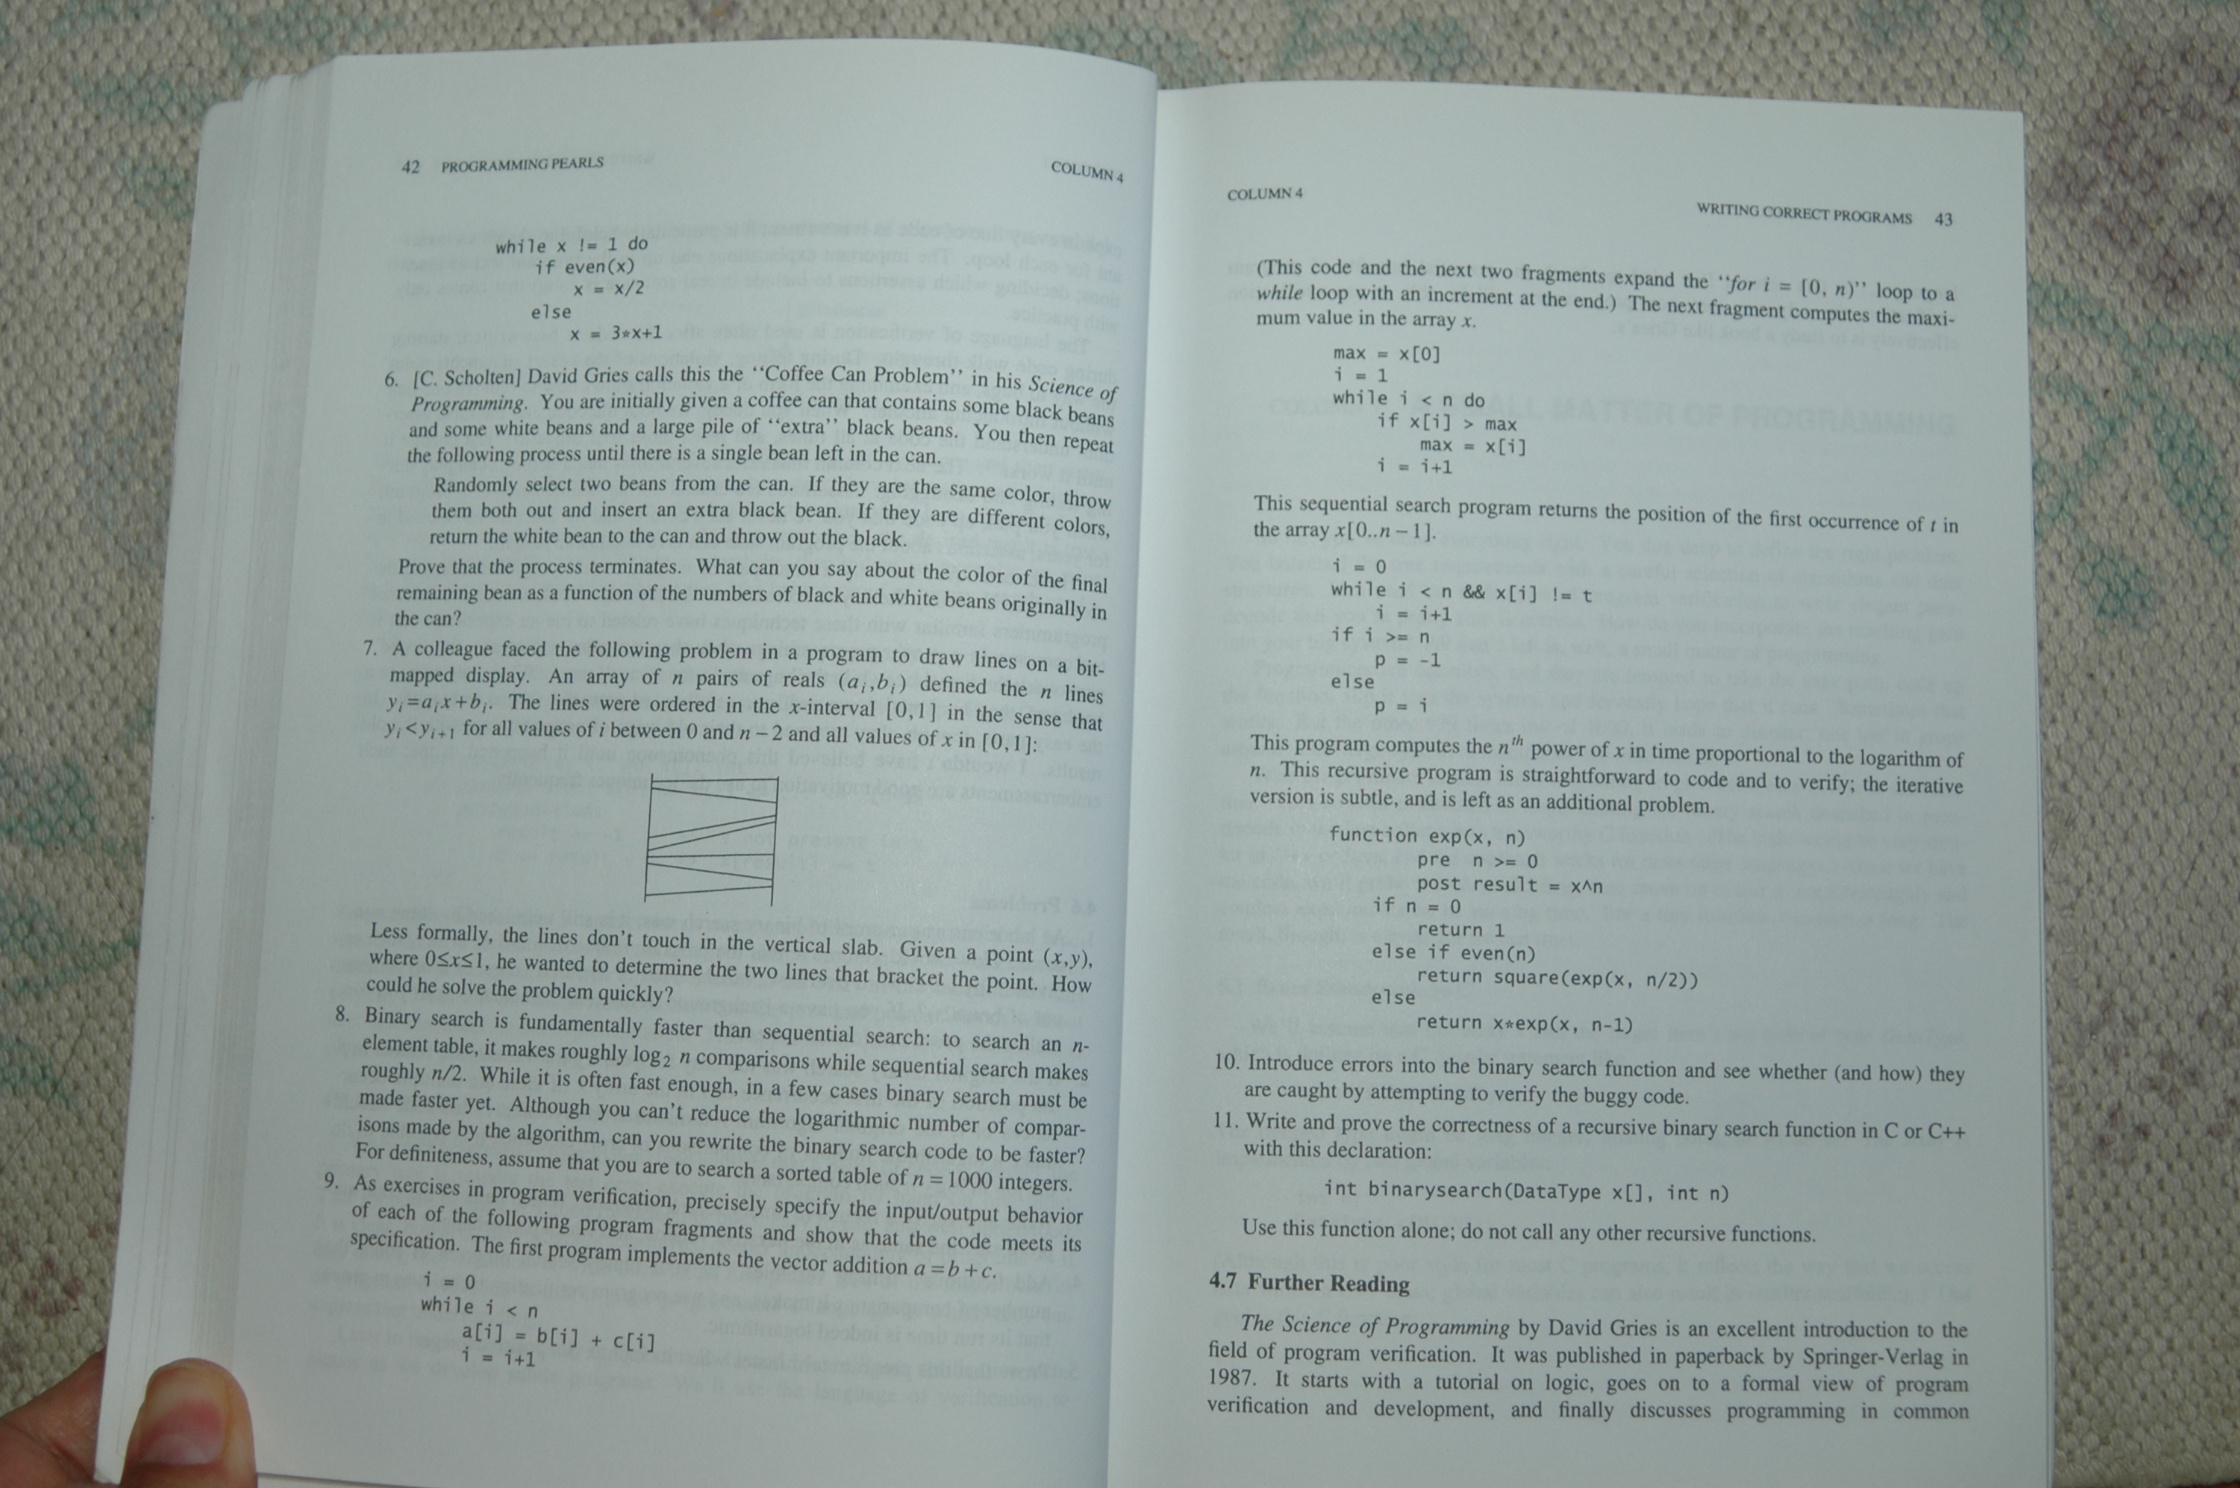 42 PROGRAMMING PEARLS COLUMN 4
while x != 1 do
if even(x)
x = x/2
else
x = 3*x+1
6. [C. Scholten] David Gries calls this the ‘‘Coffee Can Problem’’ in his Science of
Programming. You are initially given a coffee can that contains some black beans
and some white beans and a large pile of ‘‘extra’’ black beans. You then repeat
the following process until there is a single bean left in the can.
Randomly select two beans from the can. If they are the same color, throw
them both out and insert an extra black bean. If they are different colors,
return the white bean to the can and throw out the black.
Prove that the process terminates. What can you say about the color of the final
remaining bean as a function of the numbers of black and white beans originally in
the can?
7. A colleague faced the following problem in a program to draw lines on a bit-
mapped display. An array of n pairs of reals (aᵢ,bᵢ) defined the n lines
yᵢ=aᵢx+bᵢ. The lines were ordered in the x-interval [0,1] in the sense that
yᵢ<yᵢ₊₁ for all values of i between 0 and n−2 and all values of x in [0,1]:
Less formally, the lines don’t touch in the vertical slab. Given a point (x,y),
where 0≤x≤1, he wanted to determine the two lines that bracket the point. How
could he solve the problem quickly?
8. Binary search is fundamentally faster than sequential search: to search an n-
element table, it makes roughly log₂ n comparisons while sequential search makes
roughly n/2. While it is often fast enough, in a few cases binary search must be
made faster yet. Although you can’t reduce the logarithmic number of compar-
isons made by the algorithm, can you rewrite the binary search code to be faster?
For definiteness, assume that you are to search a sorted table of n = 1000 integers.
9. As exercises in program verification, precisely specify the input/output behavior
of each of the following program fragments and show that the code meets its
specification. The first program implements the vector addition a = b + c.
i = 0
while i < n
a[i] = b[i] + c[i]
i = i+1
COLUMN 4 WRITING CORRECT PROGRAMS 43
(This code and the next two fragments expand the ‘‘for i = [0, n)’’ loop to a
while loop with an increment at the end.) The next fragment computes the maxi-
mum value in the array x.
max = x[0]
i = 1
while i < n do
if x[i] > max
max = x[i]
i = i+1
This sequential search program returns the position of the first occurrence of t in
the array x[0..n−1].
i = 0
while i < n && x[i] != t
i = i+1
if i >= n
p = -1
else
p = i
This program computes the nᵗʰ power of x in time proportional to the logarithm of
n. This recursive program is straightforward to code and to verify; the iterative
version is subtle, and is left as an additional problem.
function exp(x, n)
pre n >= 0
post result = x^n
if n = 0
return 1
else if even(n)
return square(exp(x, n/2))
else
return x*exp(x, n-1)
10. Introduce errors into the binary search function and see whether (and how) they
are caught by attempting to verify the buggy code.
11. Write and prove the correctness of a recursive binary search function in C or C++
with this declaration:
int binarysearch(DataType x[], int n)
Use this function alone; do not call any other recursive functions.
4.7 Further Reading
The Science of Programming by David Gries is an excellent introduction to the
field of program verification. It was published in paperback by Springer-Verlag in
1987. It starts with a tutorial on logic, goes on to a formal view of program
verification and development, and finally discusses programming in common